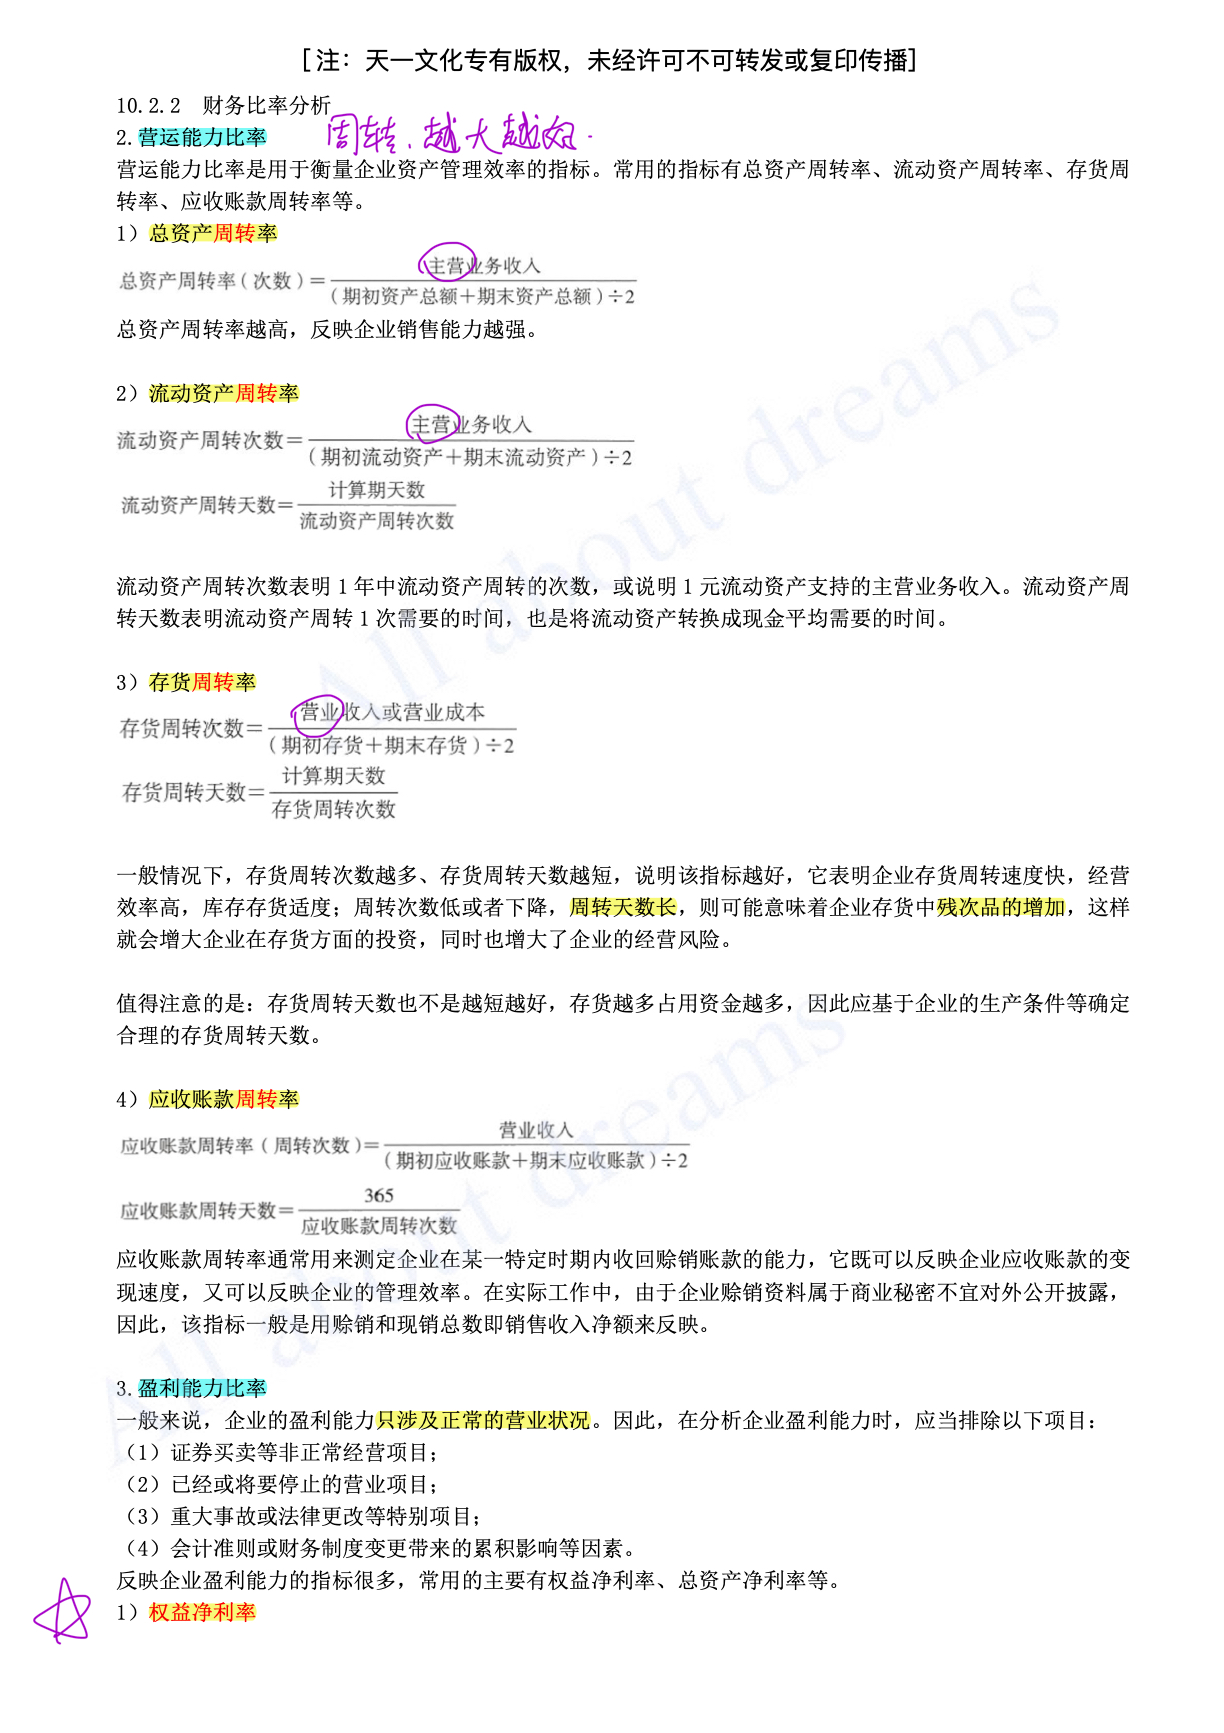 [注：天一文化专有版权，未经许可不可转发或复印传播]
10.2.2 财务比率分析
2.营运能力比率 周转、越大越好.
营运能力比率是用于衡量企业资产管理效率的指标。常用的指标有总资产周转率、流动资产周转率、存货周
转率、应收账款周转率等。
1）总资产周转率
总资产周转率（次数）=主营业务收入
（期初资产总额+期末资产总额）÷2
总资产周转率越高，反映企业销售能力越强。
2）流动资产周转率
流动资产周转次数=主营业务收入
（期初流动资产+期末流动资产）÷2
流动资产周转天数=计算期天数
流动资产周转次数
流动资产周转次数表明 1 年中流动资产周转的次数，或说明 1 元流动资产支持的主营业务收入。流动资产周
转天数表明流动资产周转 1 次需要的时间，也是将流动资产转换成现金平均需要的时间。
3）存货周转率
存货周转次数=营业收入或营业成本
（期初存货+期末存货）÷2
存货周转天数=计算期天数
存货周转次数
一般情况下，存货周转次数越多、存货周转天数越短，说明该指标越好，它表明企业存货周转速度快，经营
效率高，库存存货适度；周转次数低或者下降，周转天数长，则可能意味着企业存货中残次品的增加，这样
就会增大企业在存货方面的投资，同时也增大了企业的经营风险。
值得注意的是：存货周转天数也不是越短越好，存货越多占用资金越多，因此应基于企业的生产条件等确定
合理的存货周转天数。
4）应收账款周转率
应收账款周转率（周转次数）=营业收入
（期初应收账款+期末应收账款）÷2
应收账款周转天数=365
应收账款周转次数
应收账款周转率通常用来测定企业在某一特定时期内收回赊销账款的能力，它既可以反映企业应收账款的变
现速度，又可以反映企业的管理效率。在实际工作中，由于企业赊销资料属于商业秘密不宜对外公开披露，
因此，该指标一般是用赊销和现销总数即销售收入净额来反映。
3.盈利能力比率
一般来说，企业的盈利能力只涉及正常的营业状况。因此，在分析企业盈利能力时，应当排除以下项目：
（1）证券买卖等非正常经营项目；
（2）已经或将要停止的营业项目；
（3）重大事故或法律更改等特别项目；
（4）会计准则或财务制度变更带来的累积影响等因素。
反映企业盈利能力的指标很多，常用的主要有权益净利率、总资产净利率等。
1）权益净利率
All about dreams
All about dreams